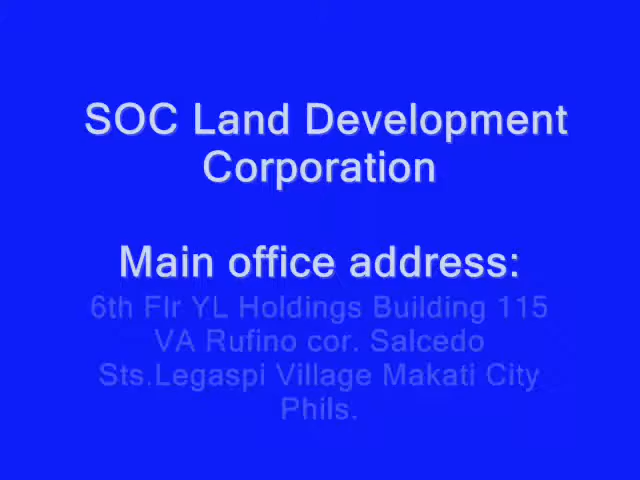 SOC Land Development
Corporation
Main office address:
6th Flr YL Holdings Building 115
VA Rufino cor. Salcedo
Sts.Legaspi Village Makati City
Phils.